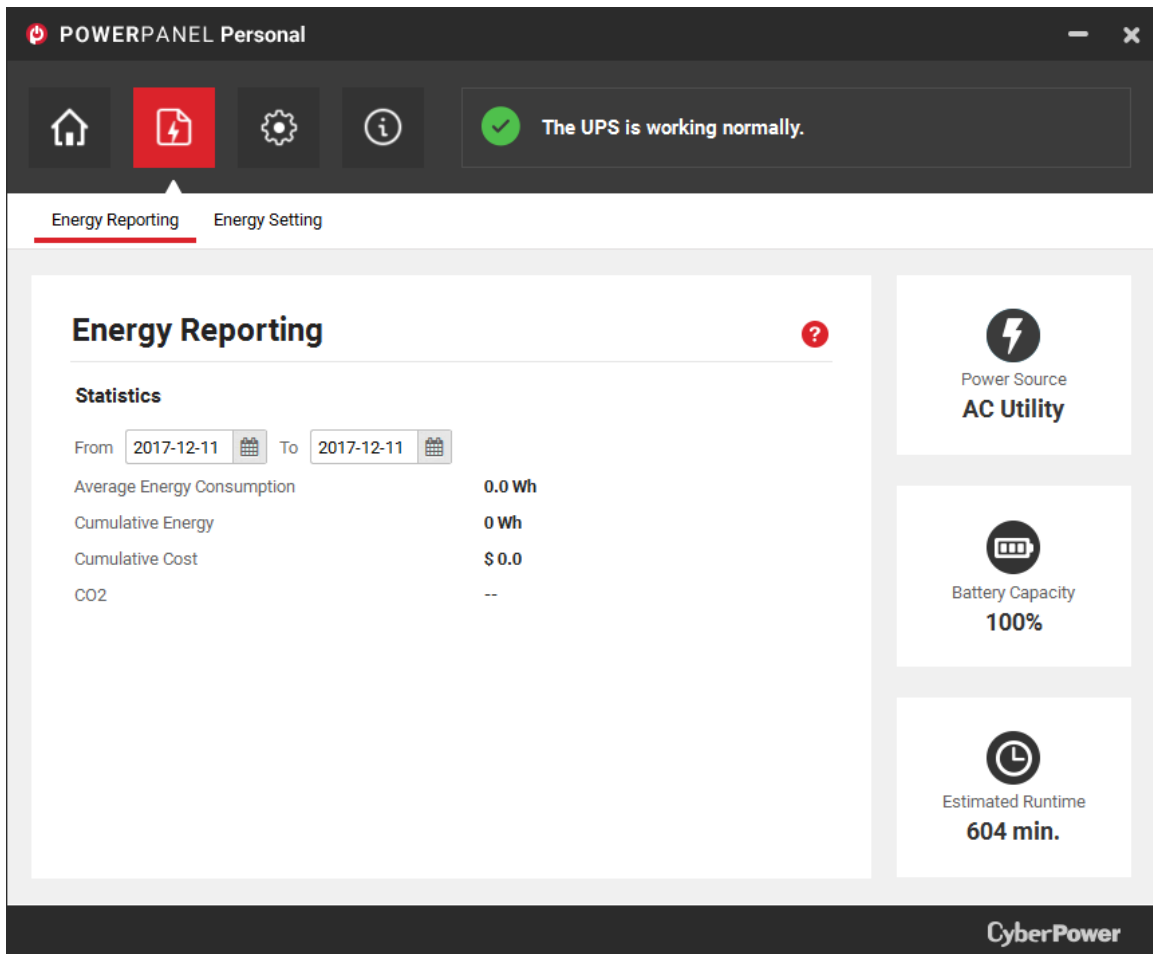 POWERPANEL Personal
The UPS is working normally.
Energy Reporting Energy Setting
Energy Reporting
?
Statistics
From 2017-12-11 To 2017-12-11
Average Energy Consumption 0.0 Wh
Cumulative Energy 0 Wh
Cumulative Cost $ 0.0
CO2 --
Power Source
AC Utility
Battery Capacity
100%
Estimated Runtime
604 min.
CyberPower